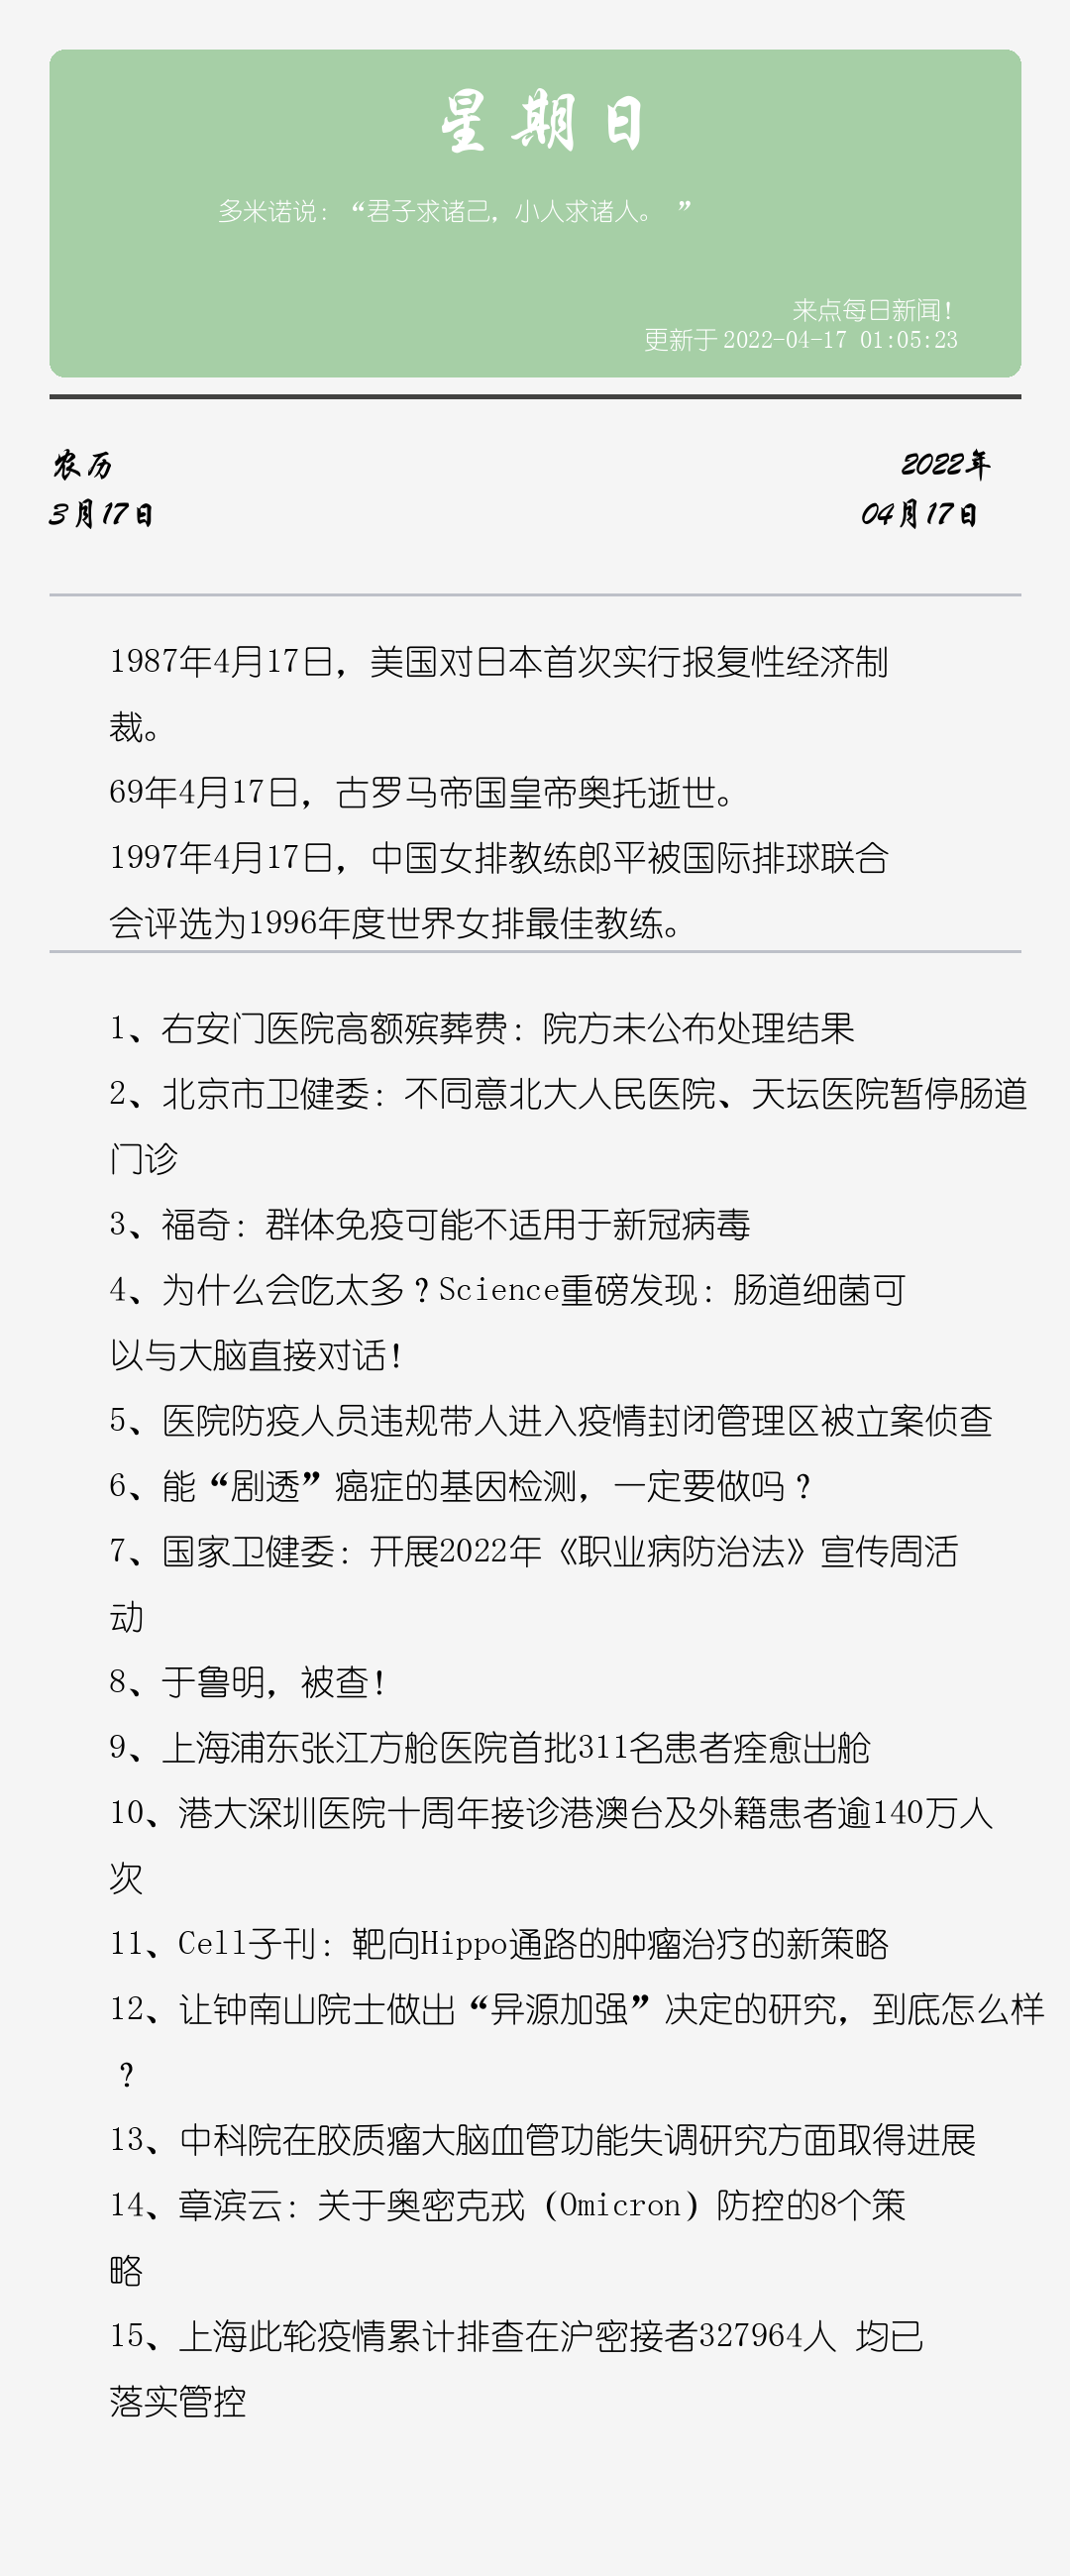 星期日
多米诺说：“君子求诸己，小人求诸人。 ”
来点每日新闻！
更新于 2022-04-17 01:05:23
农历
3月17日
2022年
04月17日
1987年4月17日，美国对日本首次实行报复性经济制
裁。
69年4月17日，古罗马帝国皇帝奥托逝世。
1997年4月17日，中国女排教练郎平被国际排球联合
会评选为1996年度世界女排最佳教练。
1、右安门医院高额殡葬费：院方未公布处理结果
2、北京市卫健委：不同意北大人民医院、天坛医院暂停肠道
门诊
3、福奇：群体免疫可能不适用于新冠病毒
4、为什么会吃太多？Science重磅发现：肠道细菌可
以与大脑直接对话！
5、医院防疫人员违规带人进入疫情封闭管理区被立案侦查
6、能“剧透”癌症的基因检测，一定要做吗？
7、国家卫健委：开展2022年《职业病防治法》宣传周活
动
8、于鲁明，被查！
9、上海浦东张江方舱医院首批311名患者痊愈出舱
10、港大深圳医院十周年接诊港澳台及外籍患者逾140万人
次
11、Cell子刊：靶向Hippo通路的肿瘤治疗的新策略
12、让钟南山院士做出“异源加强”决定的研究，到底怎么样
？
13、中科院在胶质瘤大脑血管功能失调研究方面取得进展
14、章滨云：关于奥密克戎（Omicron）防控的8个策
略
15、上海此轮疫情累计排查在沪密接者327964人 均已
落实管控